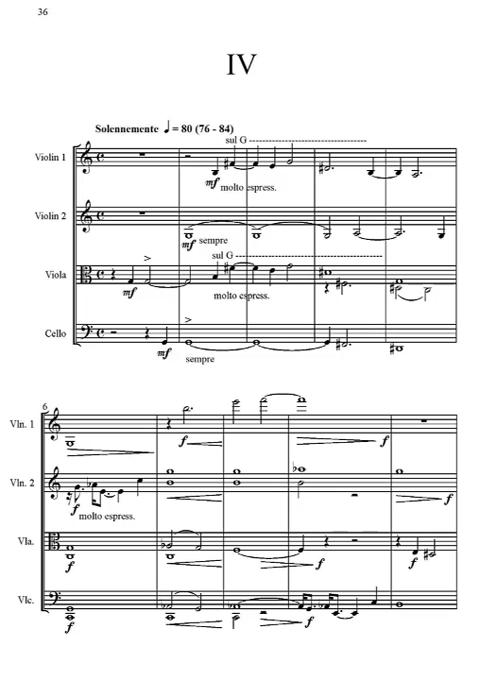 36
IV
Solennemente ♩ = 80 (76 - 84)
sul G
Violin 1
mf molto espress.
Violin 2
mf sempre
sul G
>
Viola
mf molto espress.
>
Cello
mf
sempre
6
Vln. 1
f f
Vln. 2
f
molto espress.
f
Vla.
f f f
Vlc.
f f